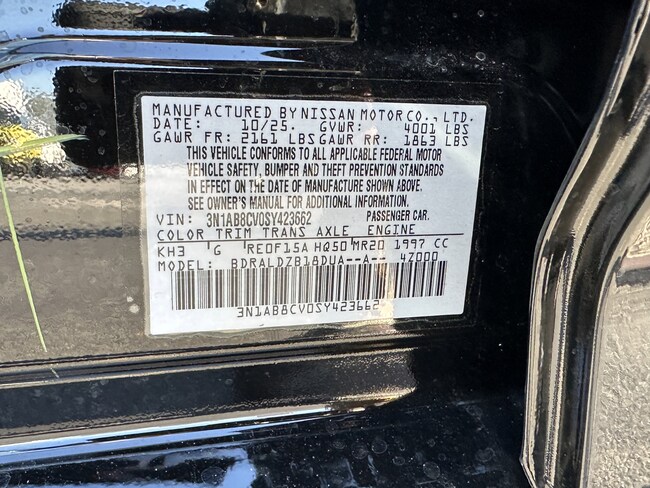 MANUFACTURED BY NISSAN MOTOR CO., LTD.
DATE: 10/25. GVWR: 4001 LBS
GAWR FR: 2161 LBS GAWR RR: 1863 LBS
THIS VEHICLE CONFORMS TO ALL APPLICABLE FEDERAL MOTOR
VEHICLE SAFETY, BUMPER AND THEFT PREVENTION STANDARDS
IN EFFECT ON THE DATE OF MANUFACTURE SHOWN ABOVE.
SEE OWNER'S MANUAL FOR ADDITIONAL INFORMATION.
VIN: 3N1AB8CV0SY423662 PASSENGER CAR.
COLOR TRIM TRANS AXLE ENGINE
KH3 'G RE0F15A HQ50 MR20 1997 CC
MODEL: BDRALDZB18DUA--A-- 4Z000
3N1AB8CV0SY423662